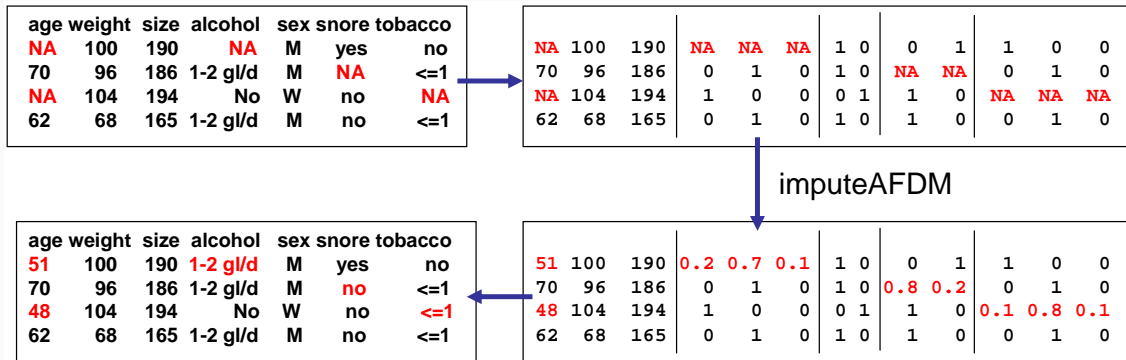 age weight size alcohol sex snore tobacco
NA 100 190 NA M yes no
70 96 186 1-2 gl/d M NA <=1
NA 104 194 No W no NA
62 68 165 1-2 gl/d M no <=1
NA 100 190 NA NA NA 1 0 0 1 1 0 0
70 96 186 0 1 0 1 0 NA NA 0 1 0
NA 104 194 1 0 0 0 1 1 0 NA NA NA
62 68 165 0 1 0 1 0 1 0 0 1 0
imputeAFDM
age weight size alcohol sex snore tobacco
51 100 190 1-2 gl/d M yes no
70 96 186 1-2 gl/d M no <=1
48 104 194 No W no <=1
62 68 165 1-2 gl/d M no <=1
51 100 190 0.2 0.7 0.1 1 0 0 1 1 0 0
70 96 186 0 1 0 1 0 0.8 0.2 0 1 0
48 104 194 1 0 0 0 1 1 0 0.1 0.8 0.1
62 68 165 0 1 0 1 0 1 0 0 1 0